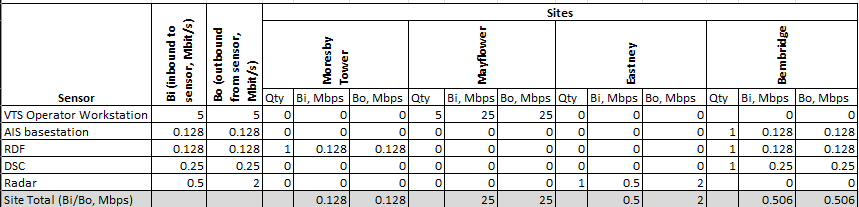 Sites
Bi (inbound to sensor, Mbit/s)
Bo (outbound from sensor, Mbit/s)
Moresby Tower
Mayflower
Eastney
Bembridge
Sensor Qty Bi, Mbps Bo, Mbps Qty Bi, Mbps Bo, Mbps Qty Bi, Mbps Bo, Mbps Qty Bi, Mbps Bo, Mbps
VTS Operator Workstation 5 5 0 0 0 5 25 25 0 0 0 0 0 0
AIS basestation 0.128 0.128 0 0 0 0 0 0 0 0 0 1 0.128 0.128
RDF 0.128 0.128 1 0.128 0.128 0 0 0 0 0 0 1 0.128 0.128
DSC 0.25 0.25 0 0 0 0 0 0 0 0 0 1 0.25 0.25
Radar 0.5 2 0 0 0 0 0 0 1 0.5 2 0 0
Site Total (Bi/Bo, Mbps) 0.128 0.128 25 25 0.5 2 0.506 0.506